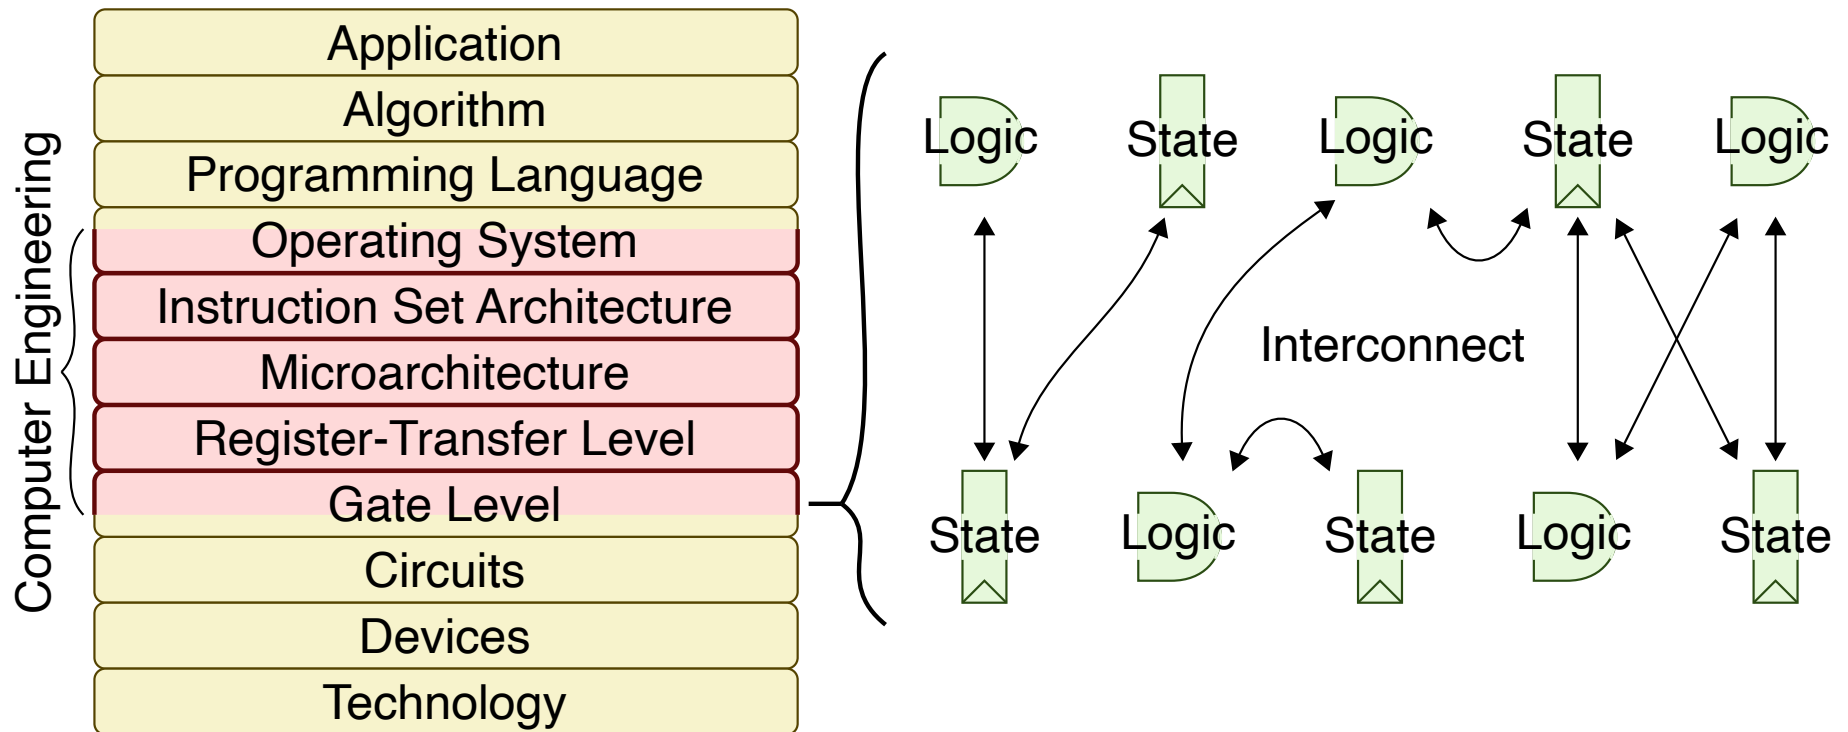 Computer Engineering
Application
Algorithm
Programming Language
Operating System
Instruction Set Architecture
Microarchitecture
Register-Transfer Level
Gate Level
Circuits
Devices
Technology
Logic State Logic State Logic
Interconnect
State Logic State Logic State